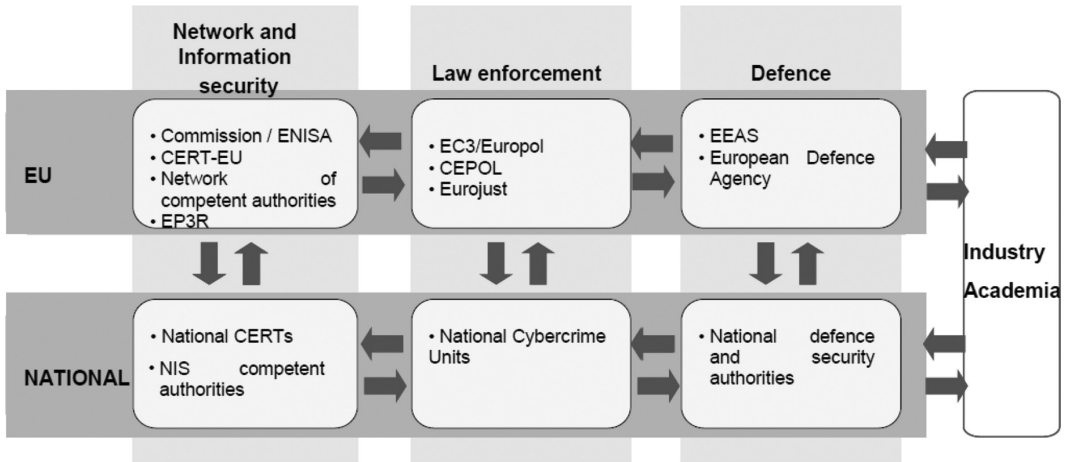 Network and
Information
security
Law enforcement
Defence
EU
• Commission / ENISA
• CERT-EU
• Network of
competent authorities
• EP3R
• EC3/Europol
• CEPOL
• Eurojust
• EEAS
• European Defence
Agency
Industry
Academia
NATIONAL
• National CERTs
• NIS competent
authorities
• National Cybercrime
Units
• National defence
and security
authorities